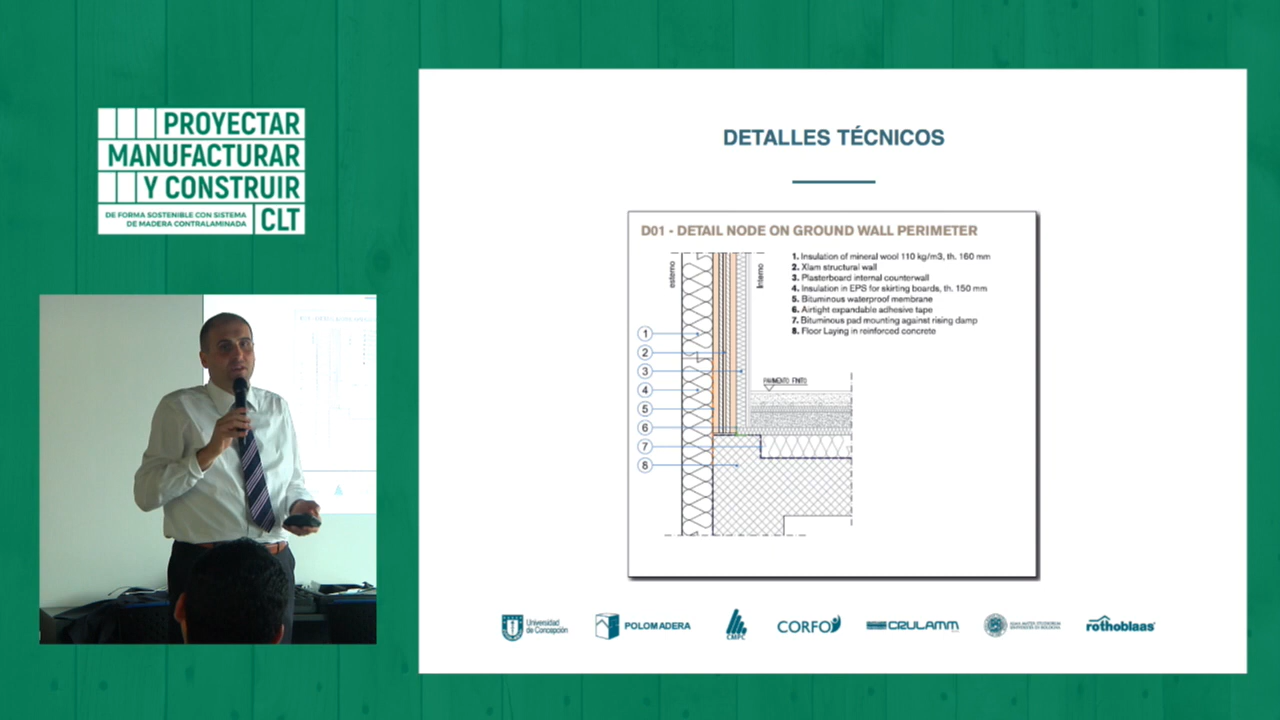 PROYECTAR
MANUFACTURAR
Y CONSTRUIR
DE FORMA SOSTENIBLE CON SISTEMA
DE MADERA CONTRALAMINADA
CLT
DETALLES TÉCNICOS
D01 - DETAIL NODE ON GROUND WALL PERIMETER
esterno
Interno
1. Insulation of mineral wool 110 kg/m3, th. 160 mm
2. Xlam structural wall
3. Plasterboard internal counterwall
4. Insulation in EPS for skirting boards, th. 150 mm
5. Bituminous waterproof membrane
6. Airtight expandable adhesive tape
7. Bituminous pad mounting against rising damp
8. Floor Laying in reinforced concrete
1
2
3
4
5
6
7
8
PAVIMENTO FINITO
Universidad
de Concepción
POLOMADERA
CMPC
CORFO
CRULAMM
rothoblaas